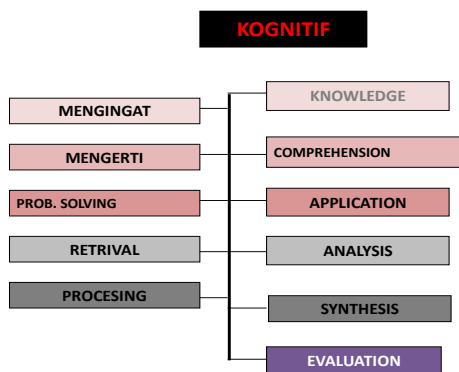 KOGNITIF
MENGINGAT
MENGERTI
PROB. SOLVING
RETRIVAL
PROCESING
KNOWLEDGE
COMPREHENSION
APPLICATION
ANALYSIS
SYNTHESIS
EVALUATION